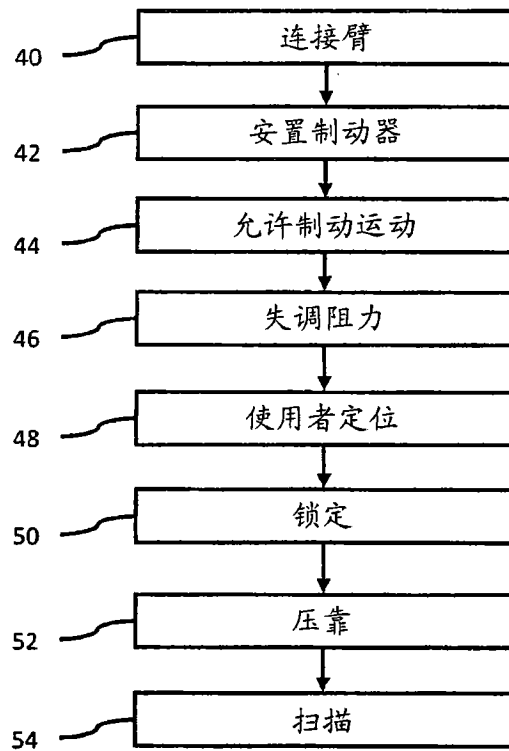 40 连接臂
42 安置制动器
44 允许制动运动
46 失调阻力
48 使用者定位
50 锁定
52 压靠
54 扫描